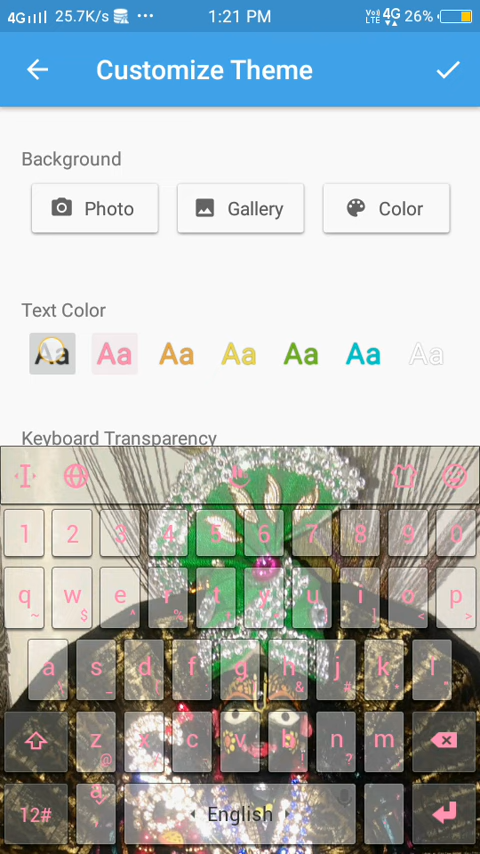 4G 25.7K/s ••• 1:21 PM VoLTE 4G 26%
Customize Theme
Background
Photo Gallery Color
Text Color
Aa Aa Aa Aa Aa Aa Aa
Keyboard Transparency
1 2 3 4 5 6 7 8 9 0
q w e r t y u i o p
~ $ ^ % [ ] < >
a s d f g h j k l
_ & #
z x c v b n m
@ ! ?
12# , English .